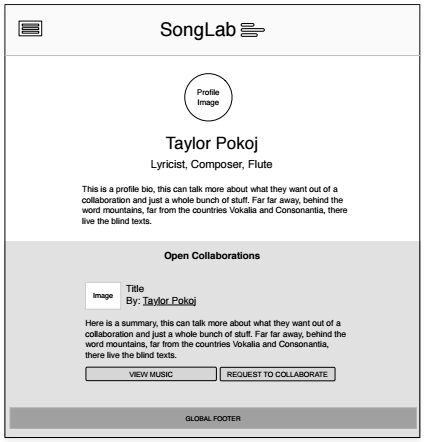 SongLab
Profile
Image
Taylor Pokoj
Lyricist, Composer, Flute
This is a profile bio, this can talk more about what they want out of a
collaboration and just a whole bunch of stuff. Far far away, behind the
word mountains, far from the countries Vokalia and Consonantia, there
live the blind texts.
Open Collaborations
Image
Title
By: Taylor Pokoj
Here is a summary, this can talk more about what they want out of a
collaboration and just a whole bunch of stuff. Far far away, behind the
word mountains, far from the countries Vokalia and Consonantia,
there live the blind texts.
VIEW MUSIC
REQUEST TO COLLABORATE
GLOBAL FOOTER